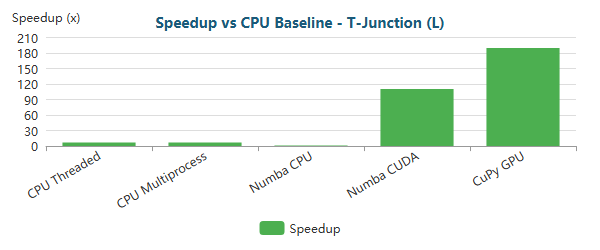 Speedup (x)
Speedup vs CPU Baseline - T-Junction (L)
210
180
150
120
90
60
30
0
CPU Threaded
CPU Multiprocess
Numba CPU
Numba CUDA
CuPy GPU
Speedup